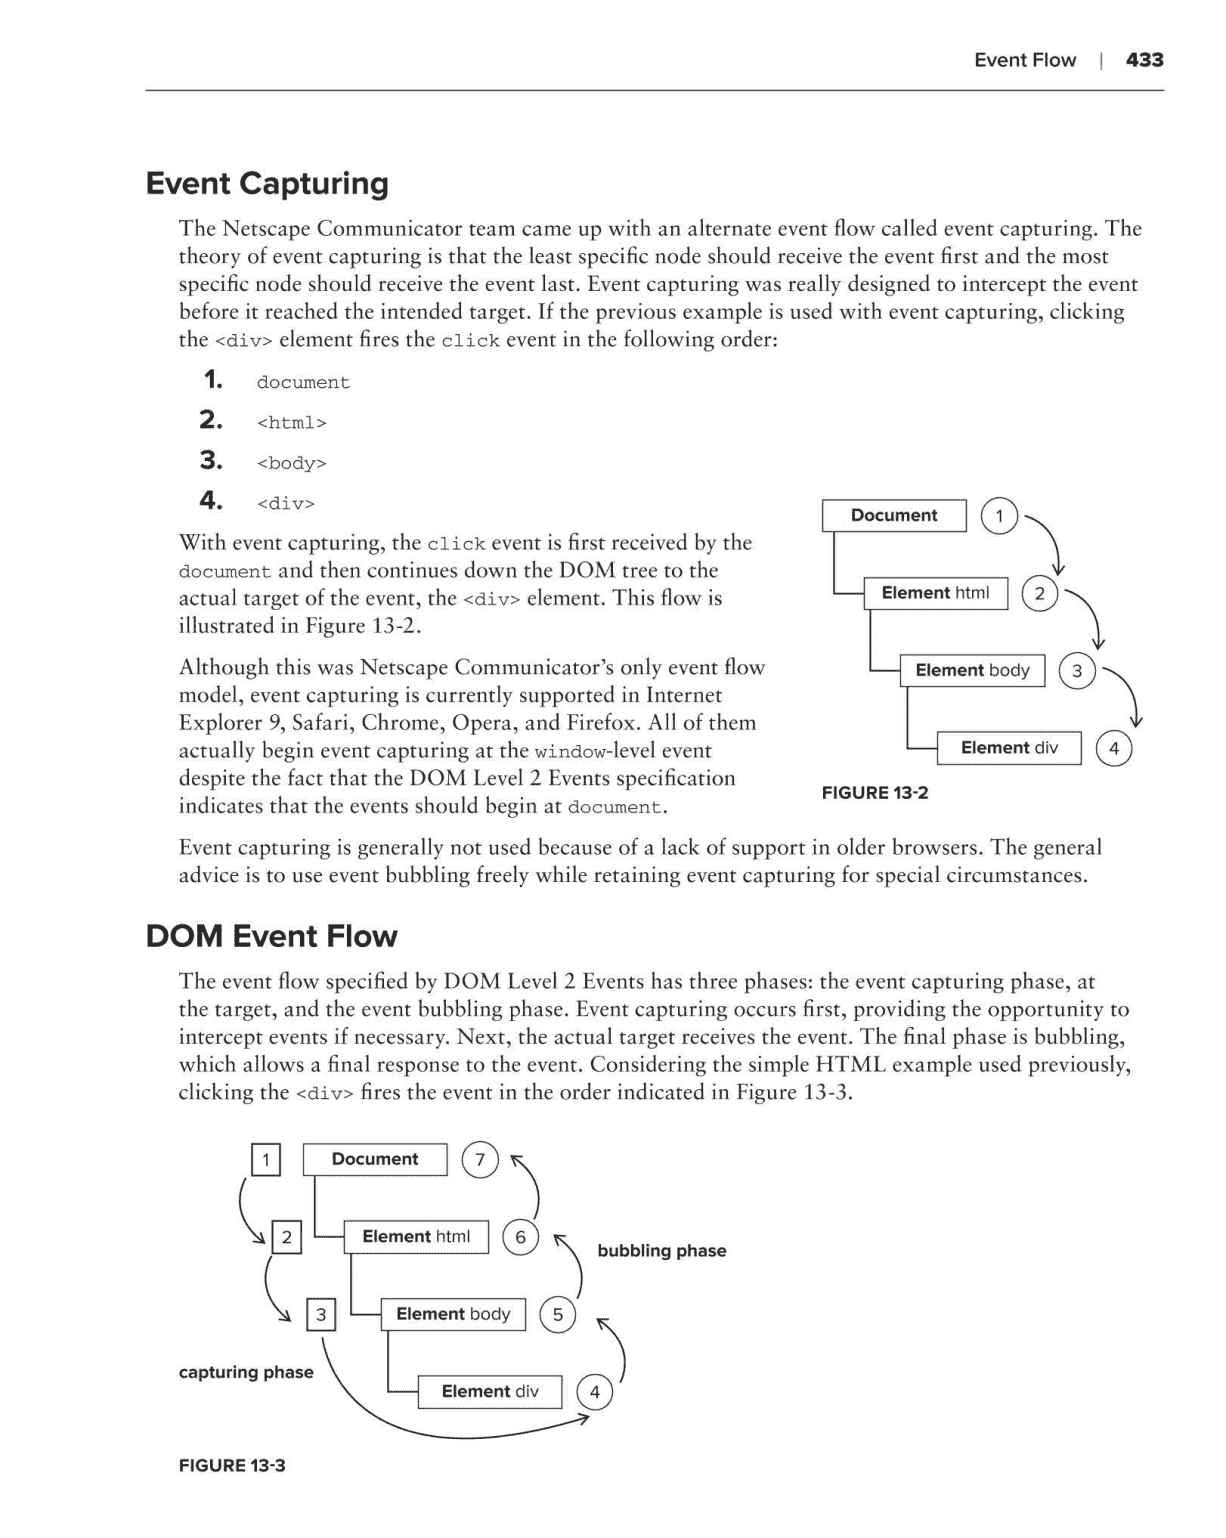 Event Flow | 433
Event Capturing
The Netscape Communicator team came up with an alternate event flow called event capturing. The
theory of event capturing is that the least specific node should receive the event first and the most
specific node should receive the event last. Event capturing was really designed to intercept the event
before it reached the intended target. If the previous example is used with event capturing, clicking
the <div> element fires the click event in the following order:
1. document
2. <html>
3. <body>
4. <div>
With event capturing, the click event is first received by the
document and then continues down the DOM tree to the
actual target of the event, the <div> element. This flow is
illustrated in Figure 13-2.
Although this was Netscape Communicator's only event flow
model, event capturing is currently supported in Internet
Explorer 9, Safari, Chrome, Opera, and Firefox. All of them
actually begin event capturing at the window-level event
despite the fact that the DOM Level 2 Events specification
indicates that the events should begin at document.
Document 1
Element html 2
Element body 3
Element div 4
FIGURE 13-2
Event capturing is generally not used because of a lack of support in older browsers. The general
advice is to use event bubbling freely while retaining event capturing for special circumstances.
DOM Event Flow
The event flow specified by DOM Level 2 Events has three phases: the event capturing phase, at
the target, and the event bubbling phase. Event capturing occurs first, providing the opportunity to
intercept events if necessary. Next, the actual target receives the event. The final phase is bubbling,
which allows a final response to the event. Considering the simple HTML example used previously,
clicking the <div> fires the event in the order indicated in Figure 13-3.
1 Document 7
2 Element html 6
bubbling phase
3 Element body 5
capturing phase
Element div 4
FIGURE 13-3